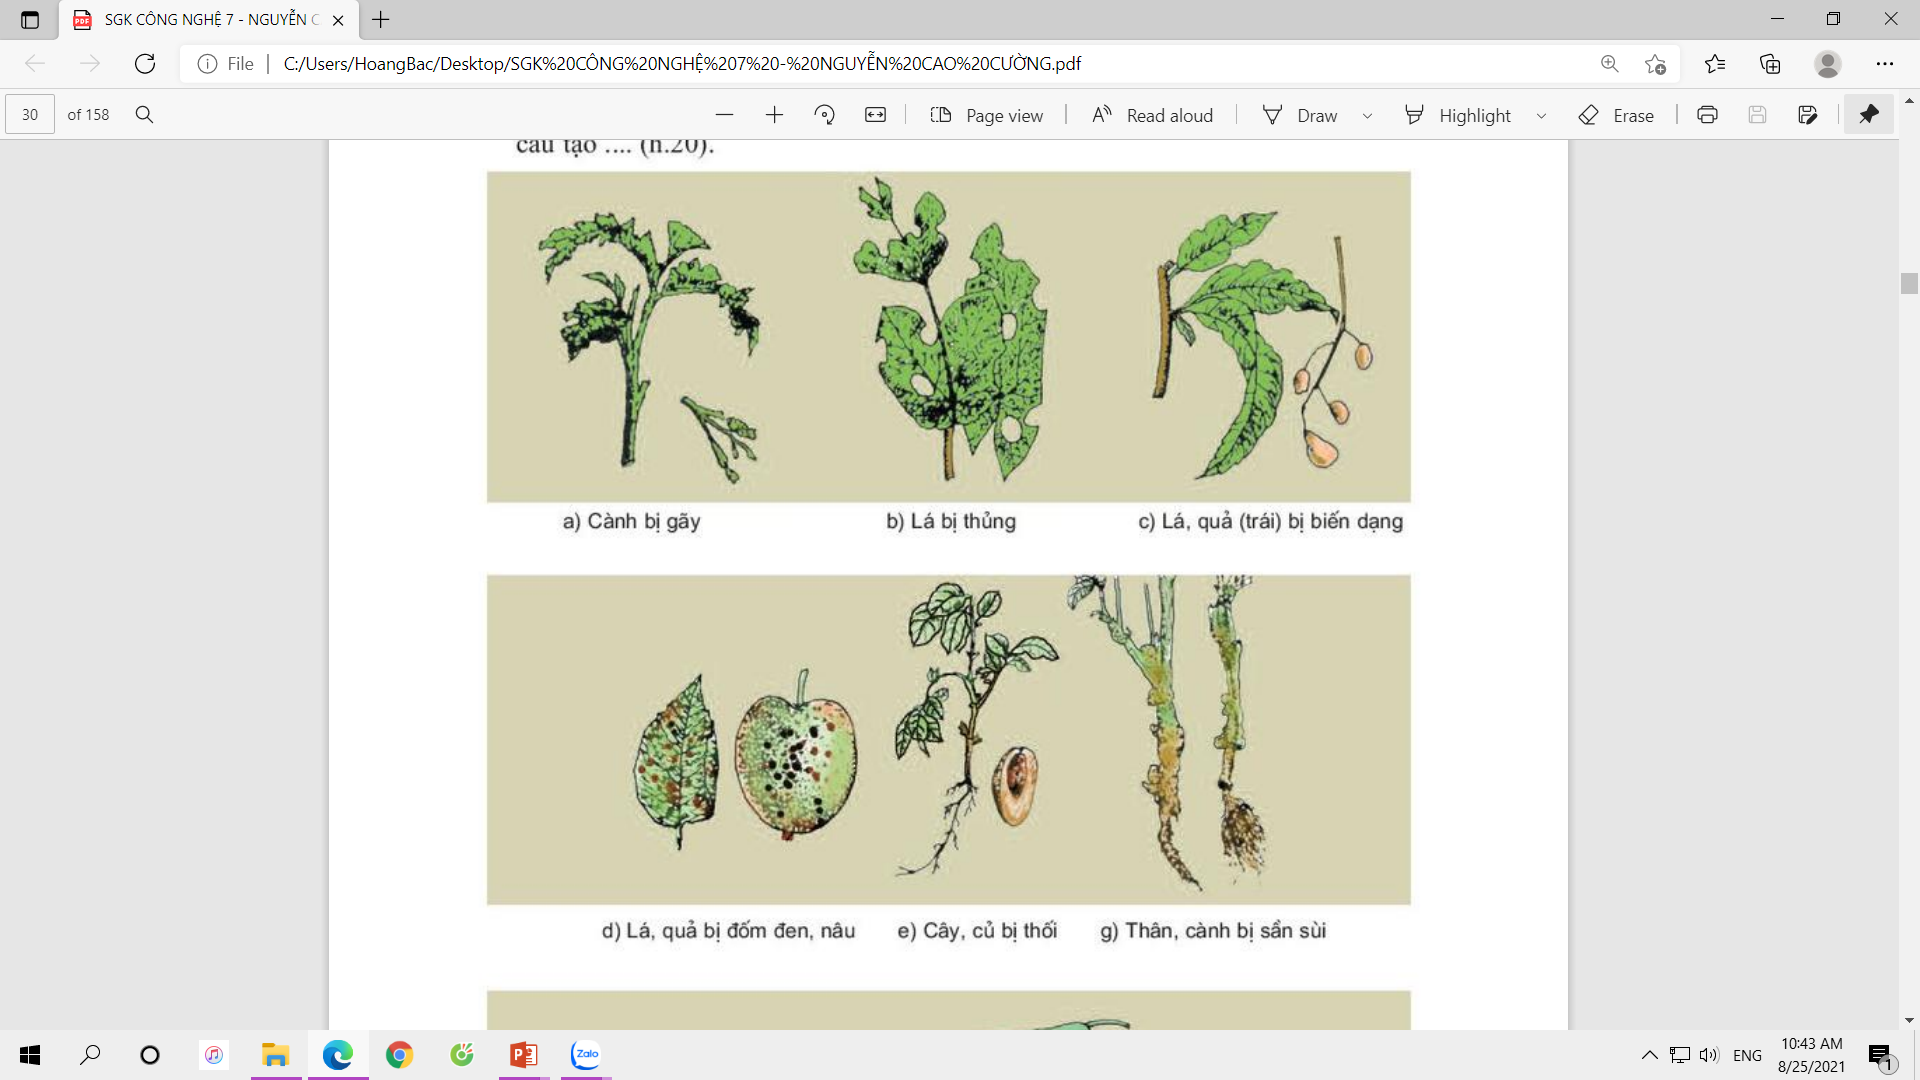 SGK CÔNG NGHỆ 7 - NGUYỄN C
File
C:/Users/HoangBac/Desktop/SGK%20CÔNG%20NGHỆ%207%20-%20NGUYỄN%20CAO%20CƯỜNG.pdf
30 of 158
Page view
Read aloud
Draw
Highlight
Erase
cấu tạo .... (h.20).
a) Cành bị gãy
b) Lá bị thủng
c) Lá, quả (trái) bị biến dạng
d) Lá, quả bị đốm đen, nâu
e) Cây, củ bị thối
g) Thân, cành bị sần sùi
Zalo
ENG
10:43 AM
8/25/2021
1